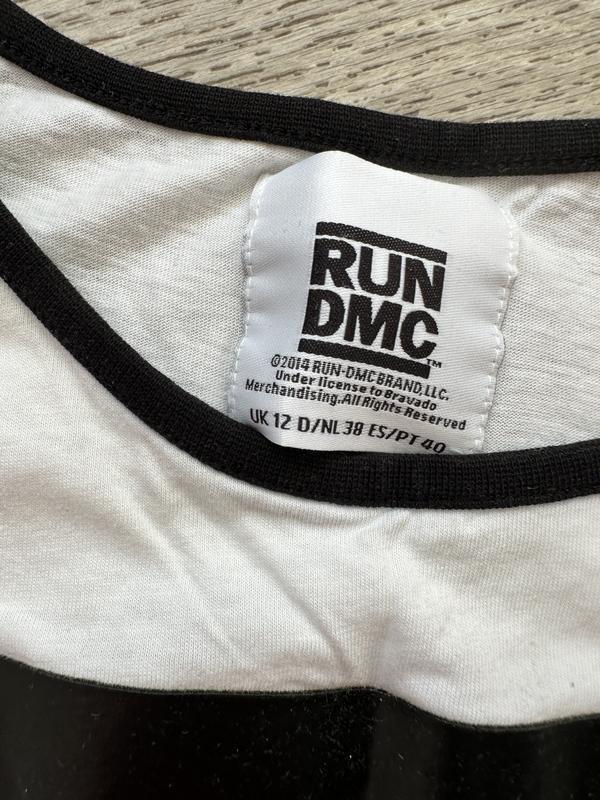 RUN
DMC™
©2014 RUN-DMC BRAND, LLC.
Under license to Bravado
Merchandising. All Rights Reserved
UK 12 D/NL 38 ES/PT 40